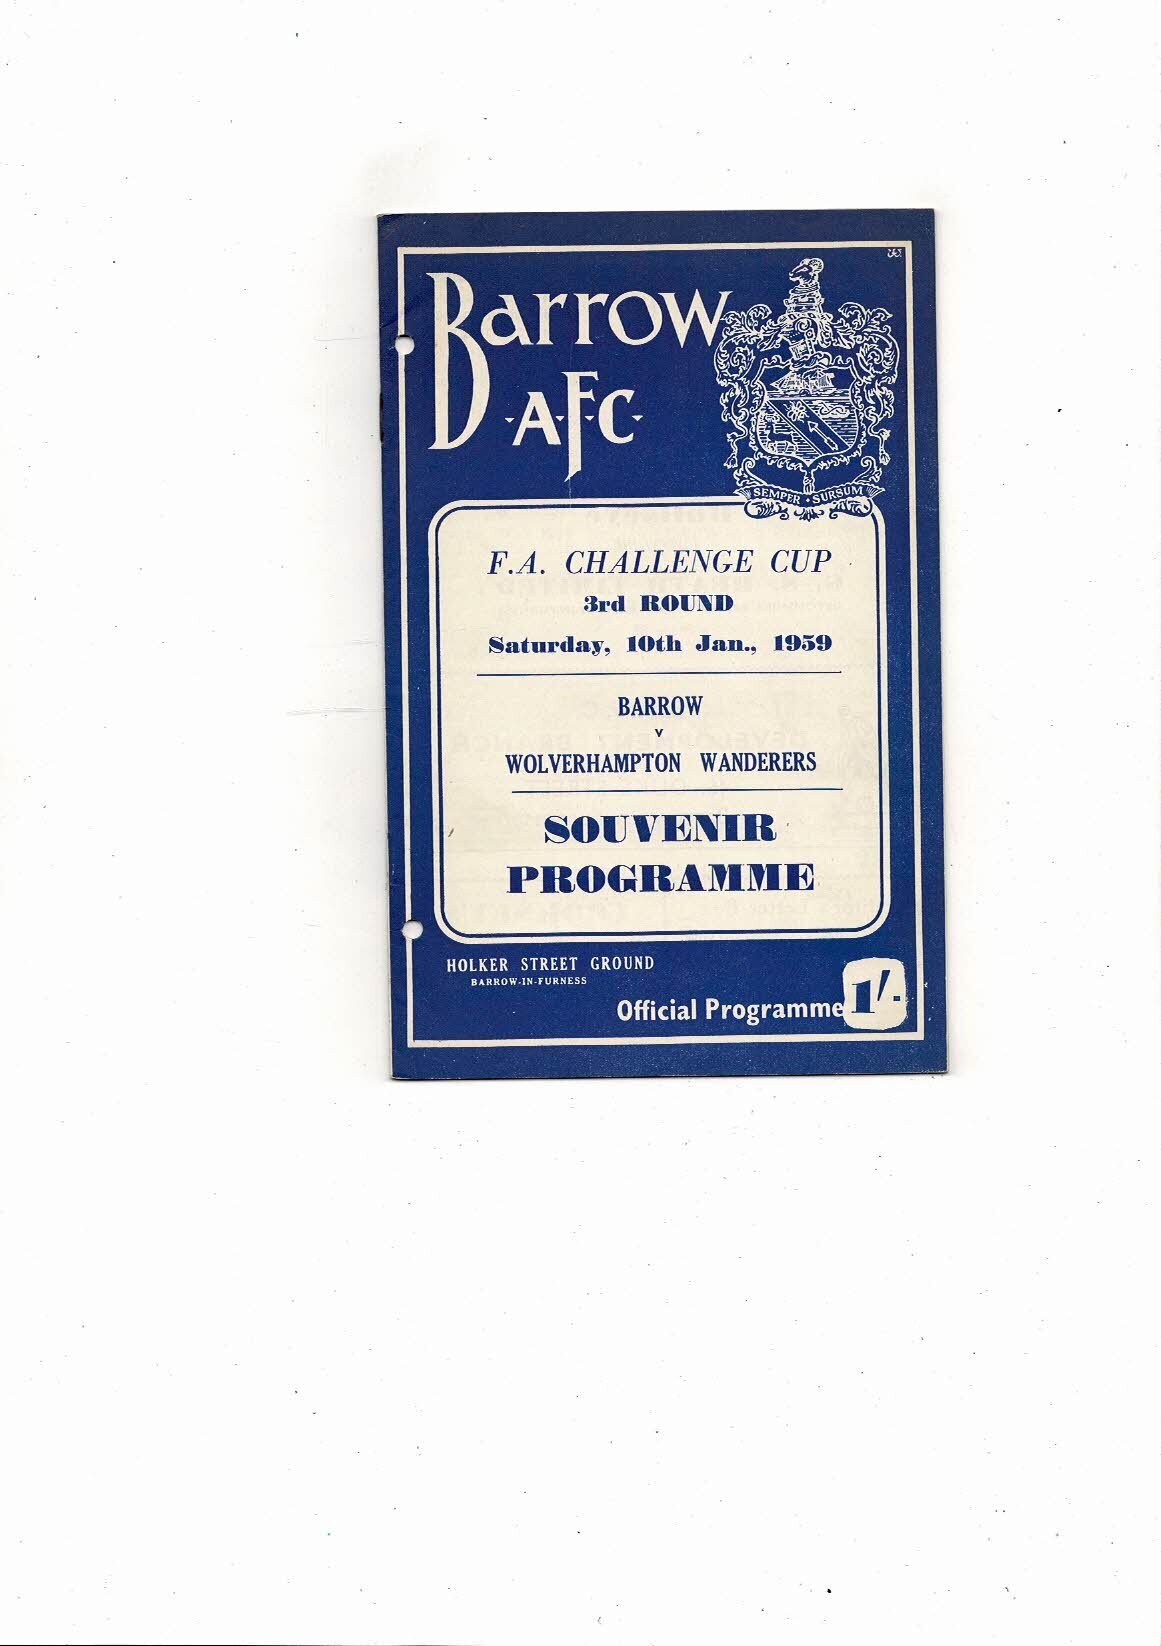 Barrow
A.F.C.
SEMPER · SURSUM
F.A. CHALLENGE CUP
3rd ROUND
Saturday, 10th Jan., 1959
BARROW
v
WOLVERHAMPTON WANDERERS
SOUVENIR
PROGRAMME
HOLKER STREET GROUND
BARROW-IN-FURNESS
Official Programme 1/-